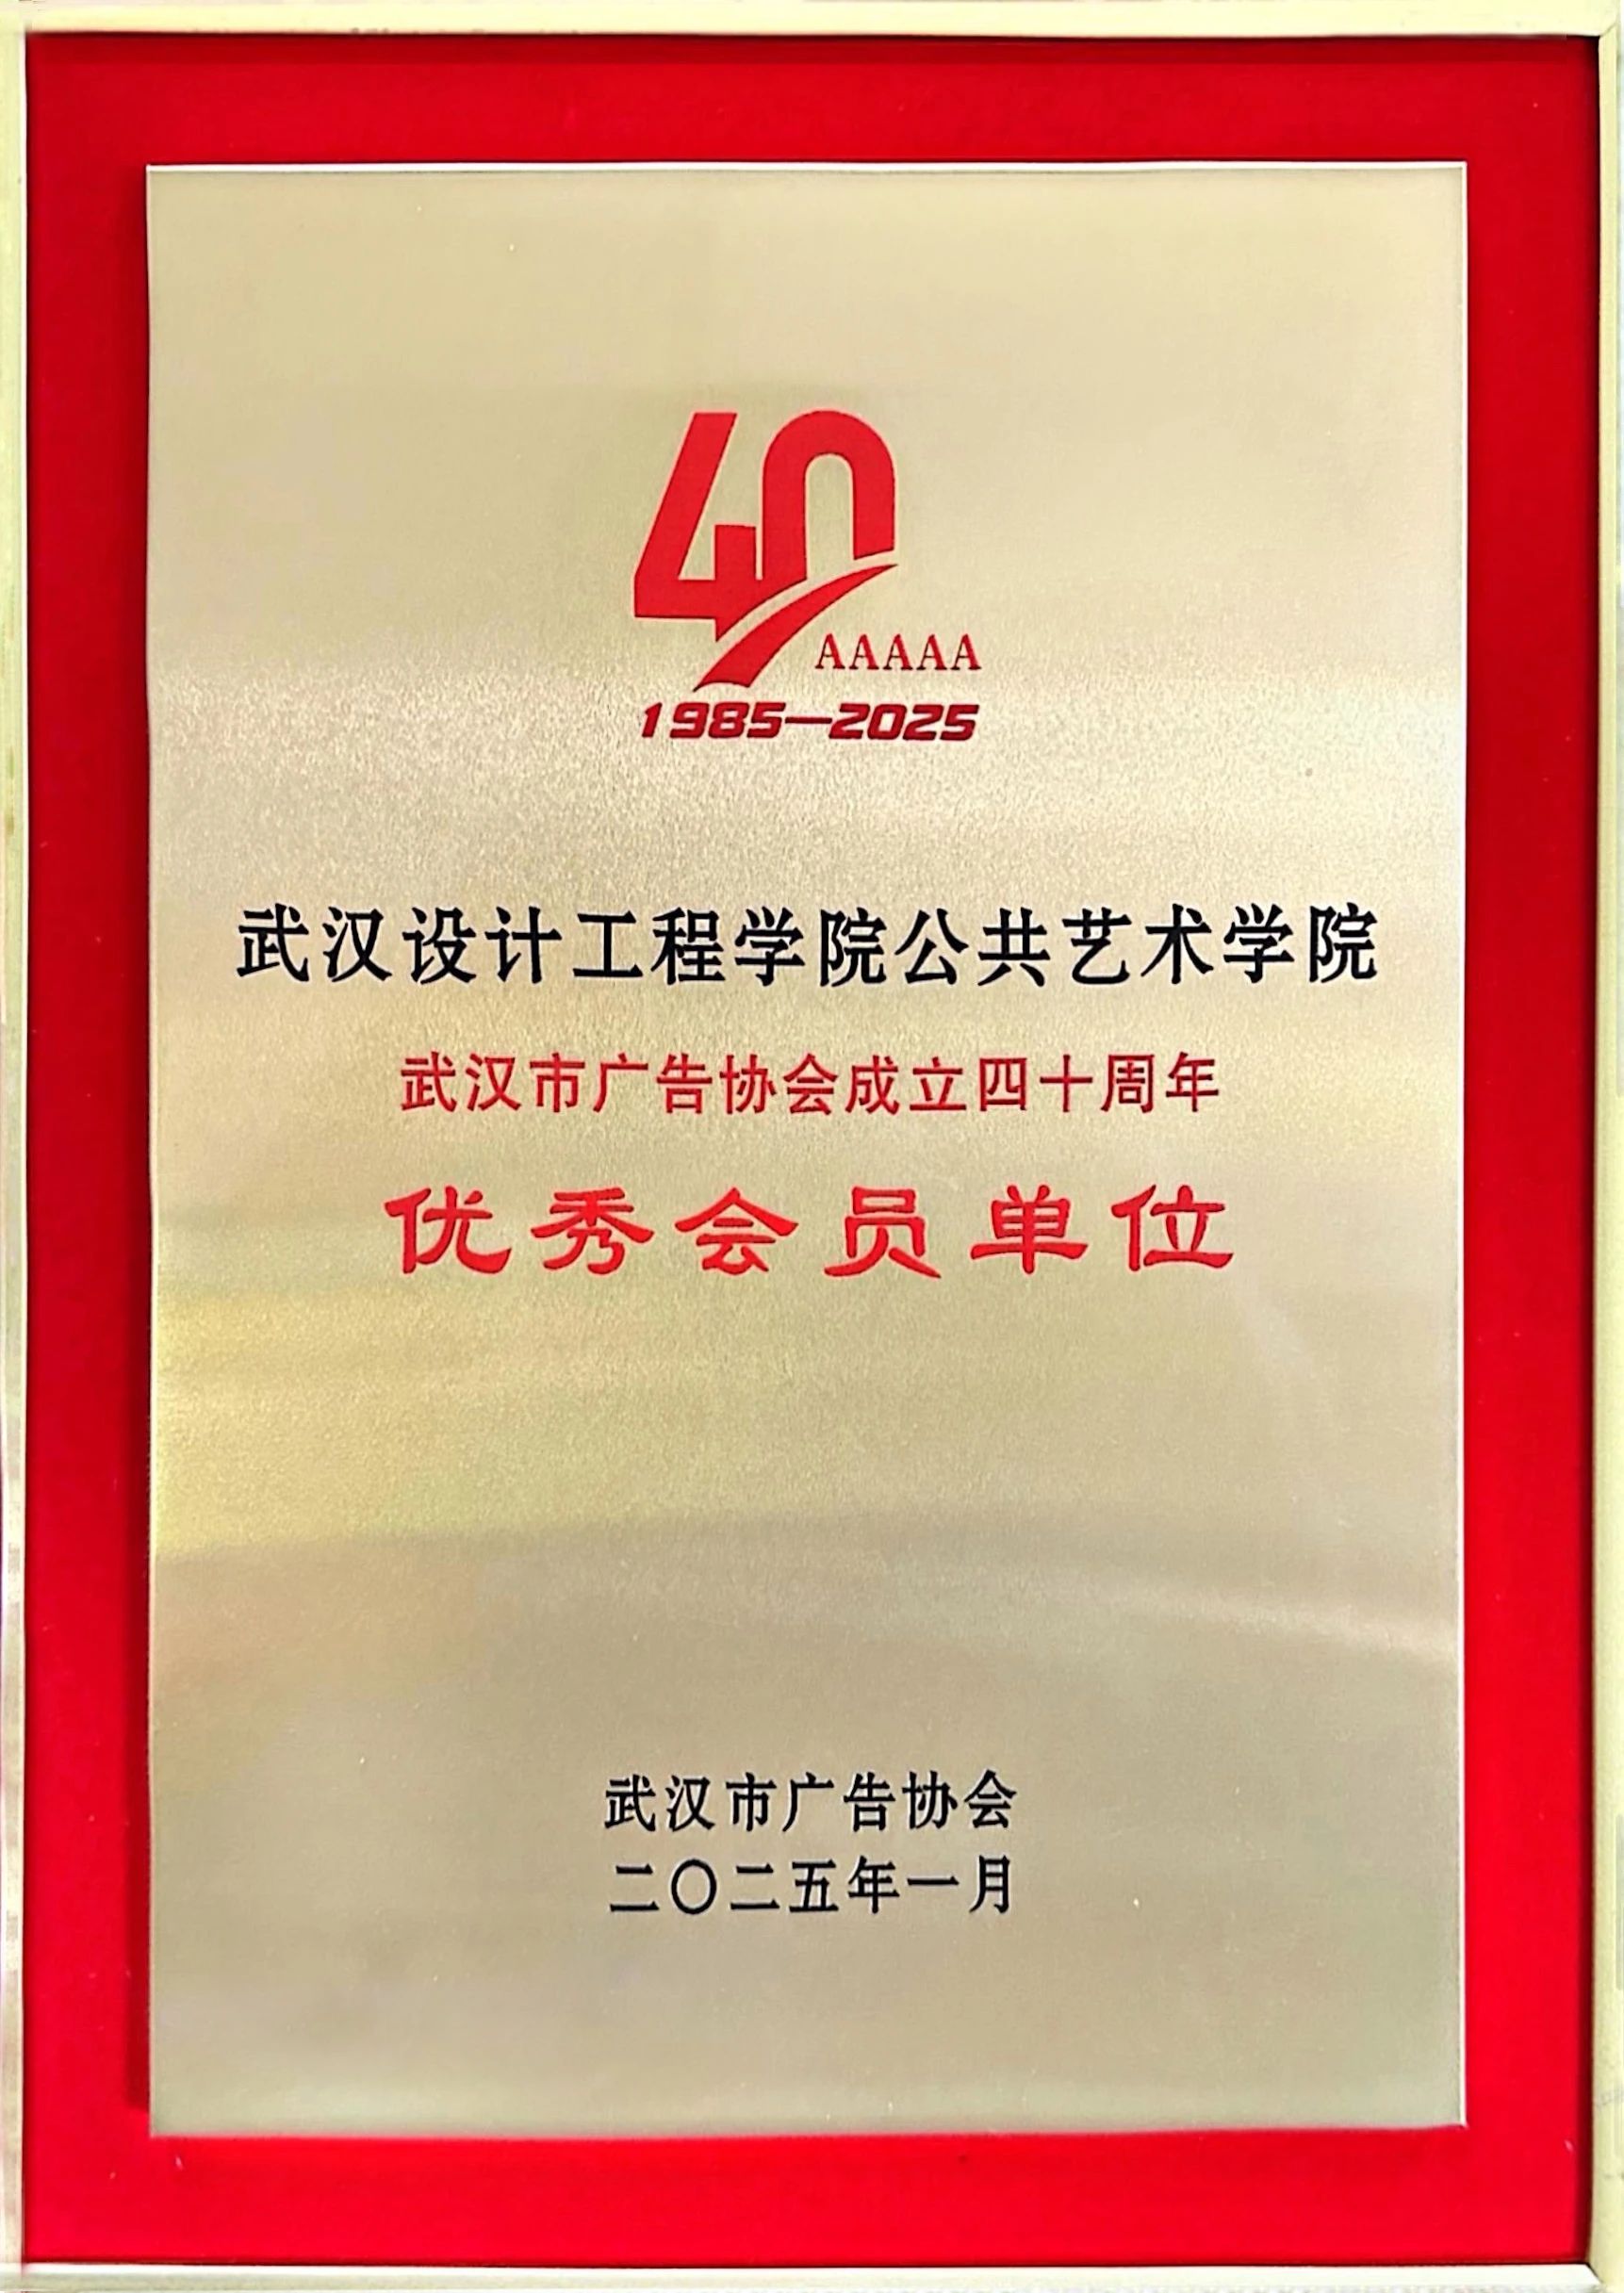 40
AAAAA
1985—2025
武汉设计工程学院公共艺术学院
武汉市广告协会成立四十周年
优秀会员单位
武汉市广告协会
二〇二五年一月